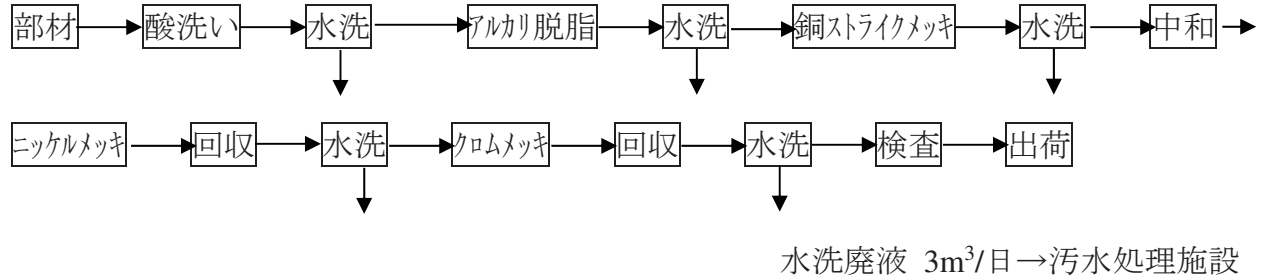 部材 酸洗い 水洗 アルカリ脱脂 水洗 銅ストライクメッキ 水洗 中和
ニッケルメッキ 回収 水洗 クロムメッキ 回収 水洗 検査 出荷
水洗廃液 3m³/日→汚水処理施設